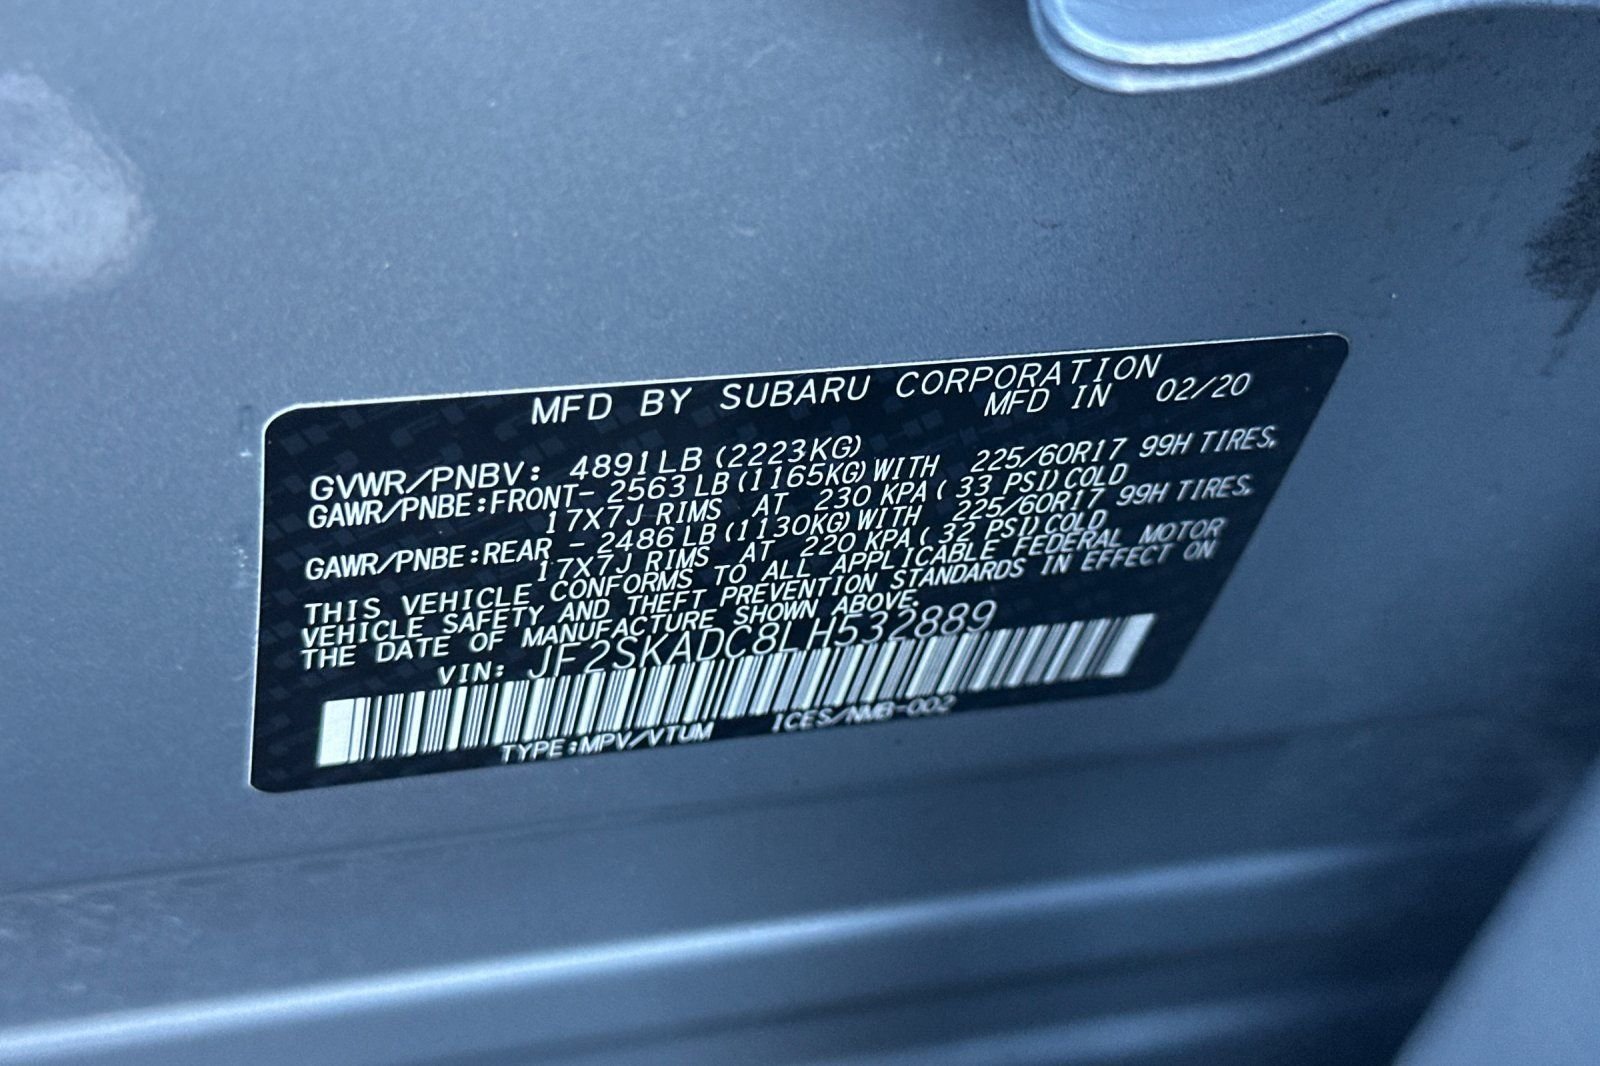 MFD BY SUBARU CORPORATION
MFD IN 02/20
GVWR/PNBV: 4891LB (2223KG)
GAWR/PNBE:FRONT- 2563LB (1165KG) WITH 225/60R17 99H TIRES,
17X7J RIMS AT 230 KPA ( 33 PSI) COLD
GAWR/PNBE:REAR - 2486LB (1130KG) WITH 225/60R17 99H TIRES,
17X7J RIMS AT 220 KPA ( 32 PSI) COLD
THIS VEHICLE CONFORMS TO ALL APPLICABLE FEDERAL MOTOR
VEHICLE SAFETY AND THEFT PREVENTION STANDARDS IN EFFECT ON
THE DATE OF MANUFACTURE SHOWN ABOVE.
VIN: JF2SKADC8LH532889
TYPE:MPV/VTUM ICES/NMB-002